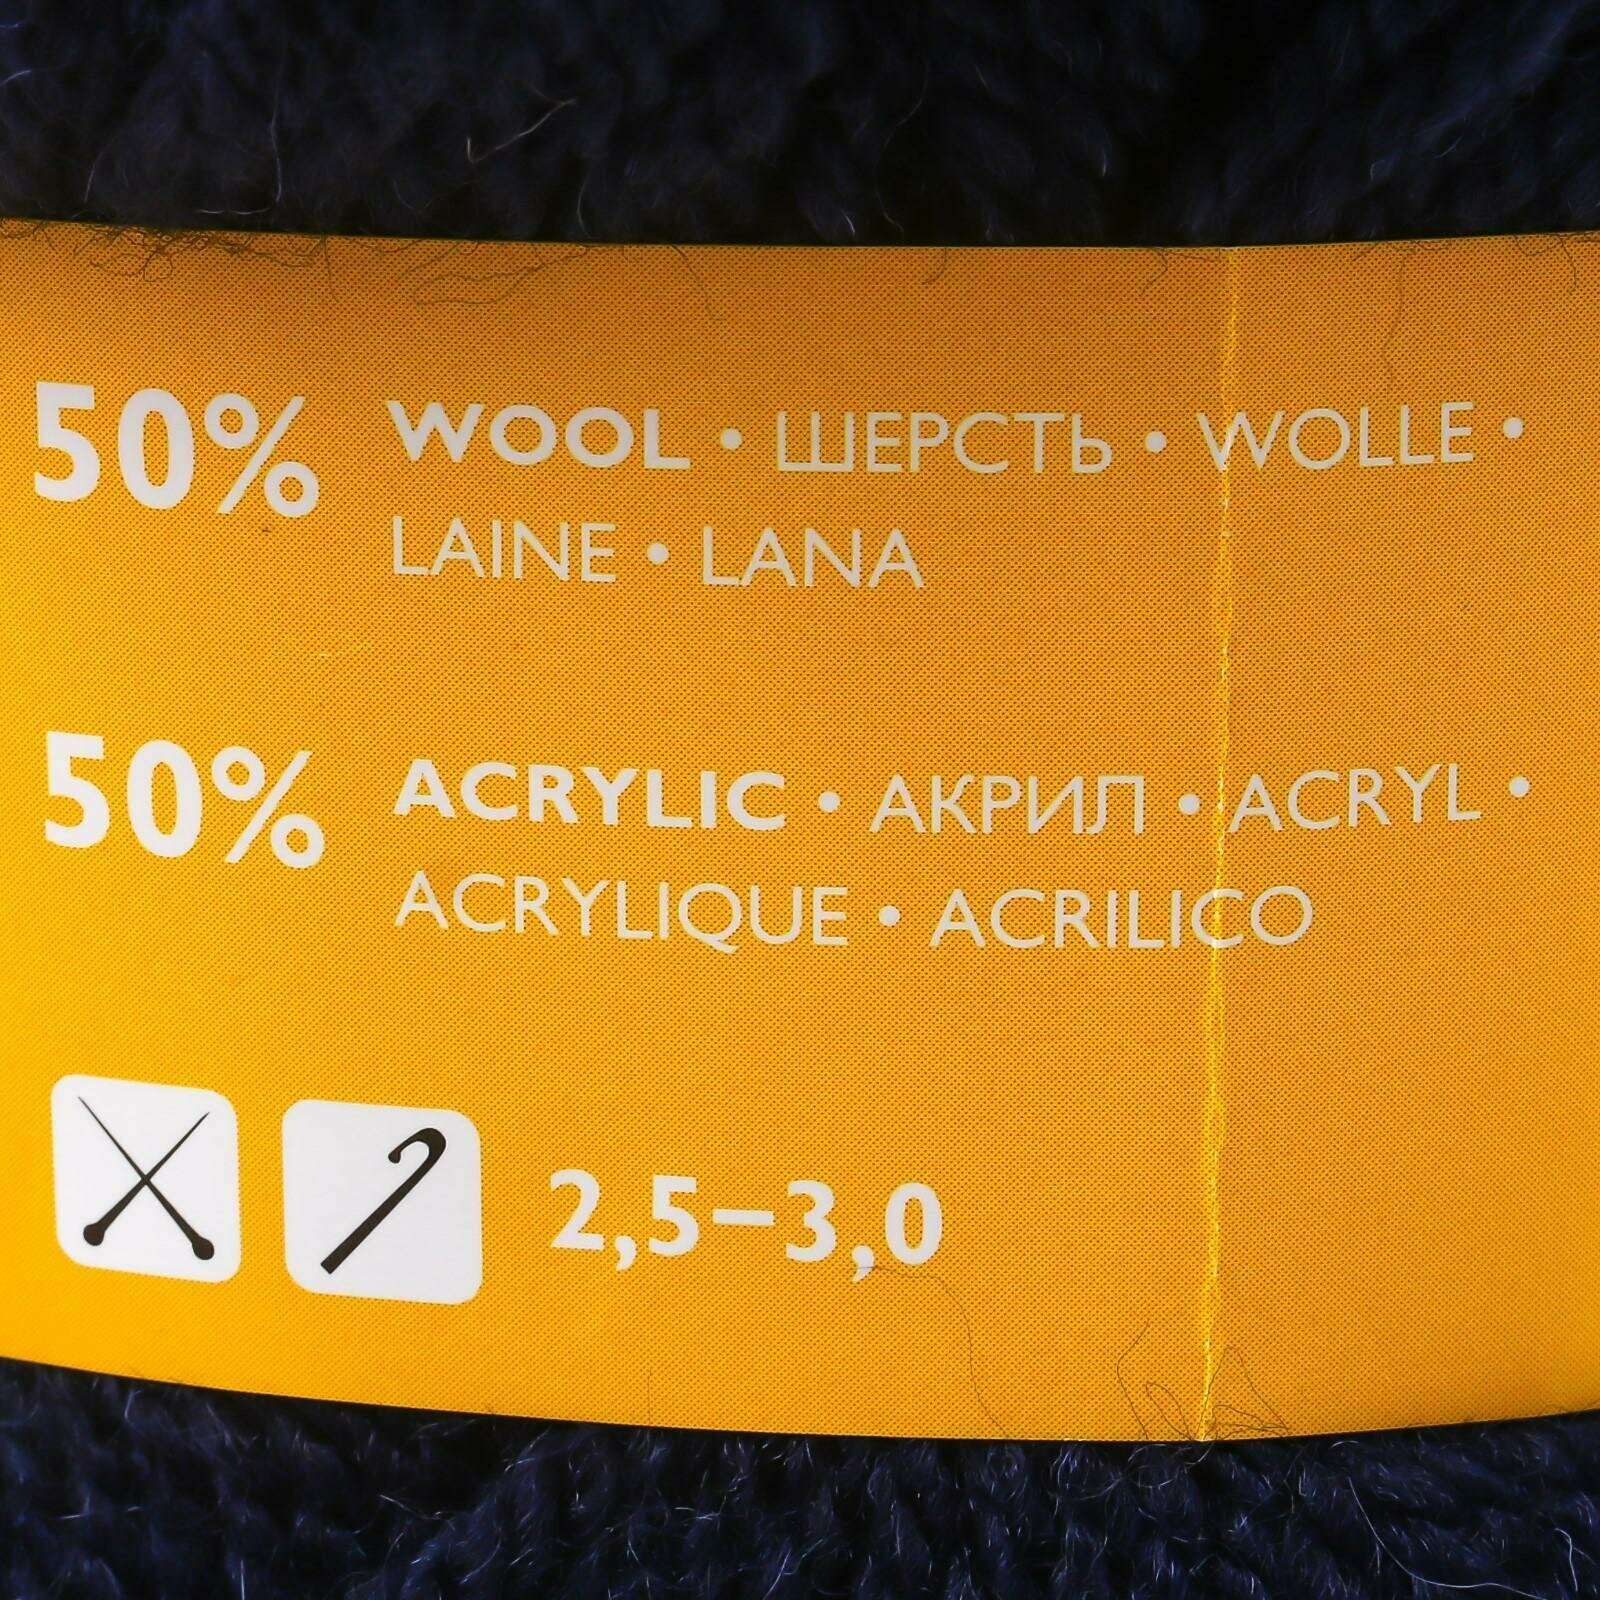 50% WOOL • ШЕРСТЬ • WOLLE •
LAINE • LANA
50% ACRYLIC • АКРИЛ • ACRYL •
ACRYLIQUE • ACRILICO
2,5–3,0